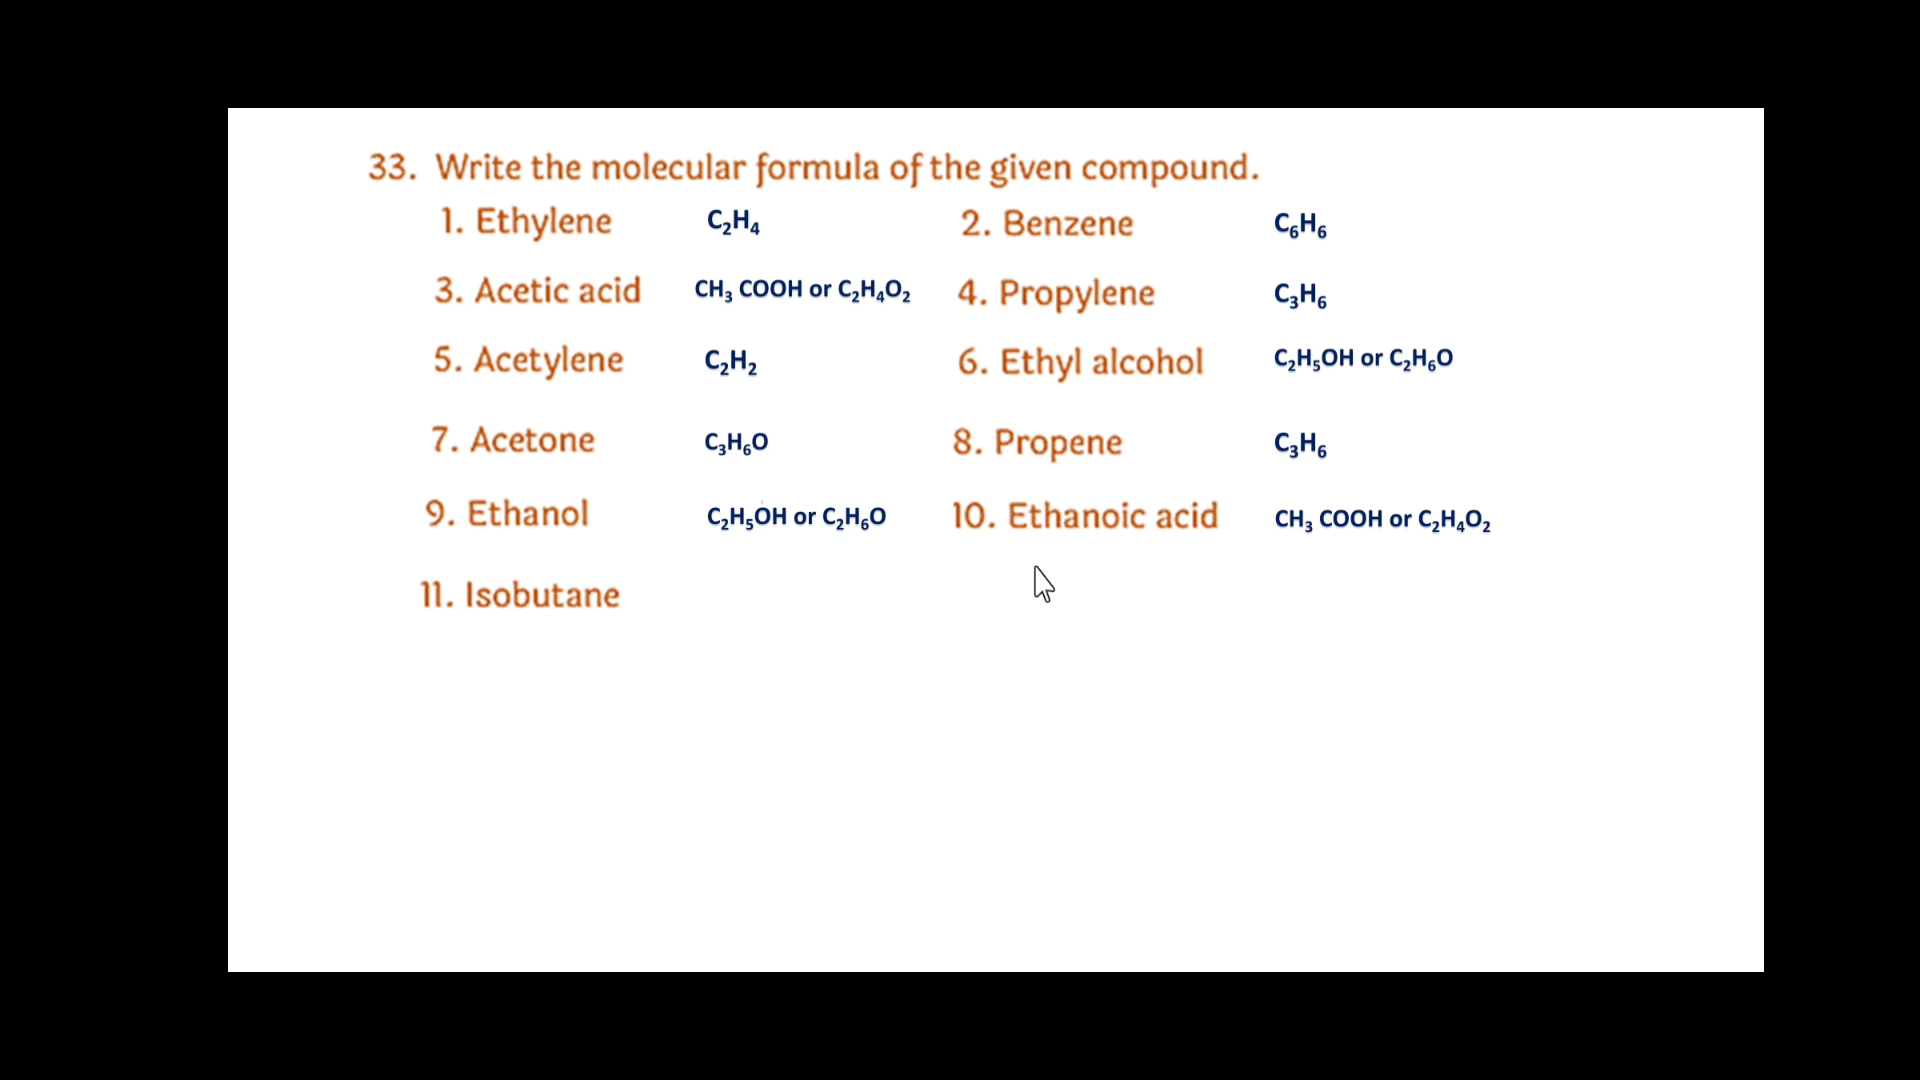 33. Write the molecular formula of the given compound.
1. Ethylene C₂H₄ 2. Benzene C₆H₆
3. Acetic acid CH₃ COOH or C₂H₄O₂ 4. Propylene C₃H₆
5. Acetylene C₂H₂ 6. Ethyl alcohol C₂H₅OH or C₂H₆O
7. Acetone C₃H₆O 8. Propene C₃H₆
9. Ethanol C₂H₅OH or C₂H₆O 10. Ethanoic acid CH₃ COOH or C₂H₄O₂
11. Isobutane